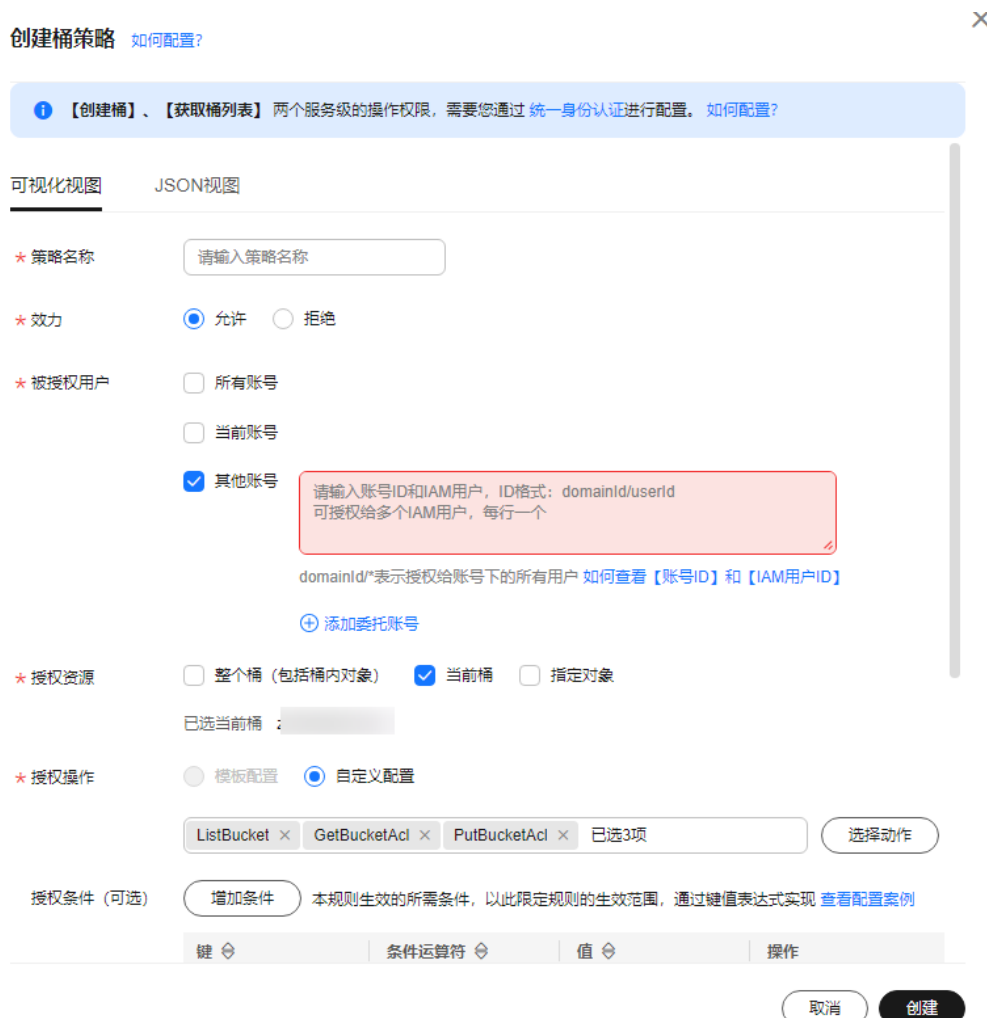 创建桶策略 如何配置?
【创建桶】、【获取桶列表】 两个服务级的操作权限，需要您通过 统一身份认证进行配置。 如何配置?
可视化视图 JSON视图
* 策略名称 请输入策略名称
* 效力 允许 拒绝
* 被授权用户 所有账号
当前账号
其他账号 请输入账号ID和IAM用户，ID格式：domainId/userId
可授权给多个IAM用户，每行一个
domainId/*表示授权给账号下的所有用户 如何查看【账号ID】和【IAM用户ID】
添加委托账号
* 授权资源 整个桶（包括桶内对象） 当前桶 指定对象
已选当前桶
* 授权操作 模板配置 自定义配置
ListBucket × GetBucketAcl × PutBucketAcl × 已选3项 选择动作
授权条件（可选） 增加条件 本规则生效的所需条件，以此限定规则的生效范围，通过键值表达式实现 查看配置案例
键 条件运算符 值 操作
取消 创建